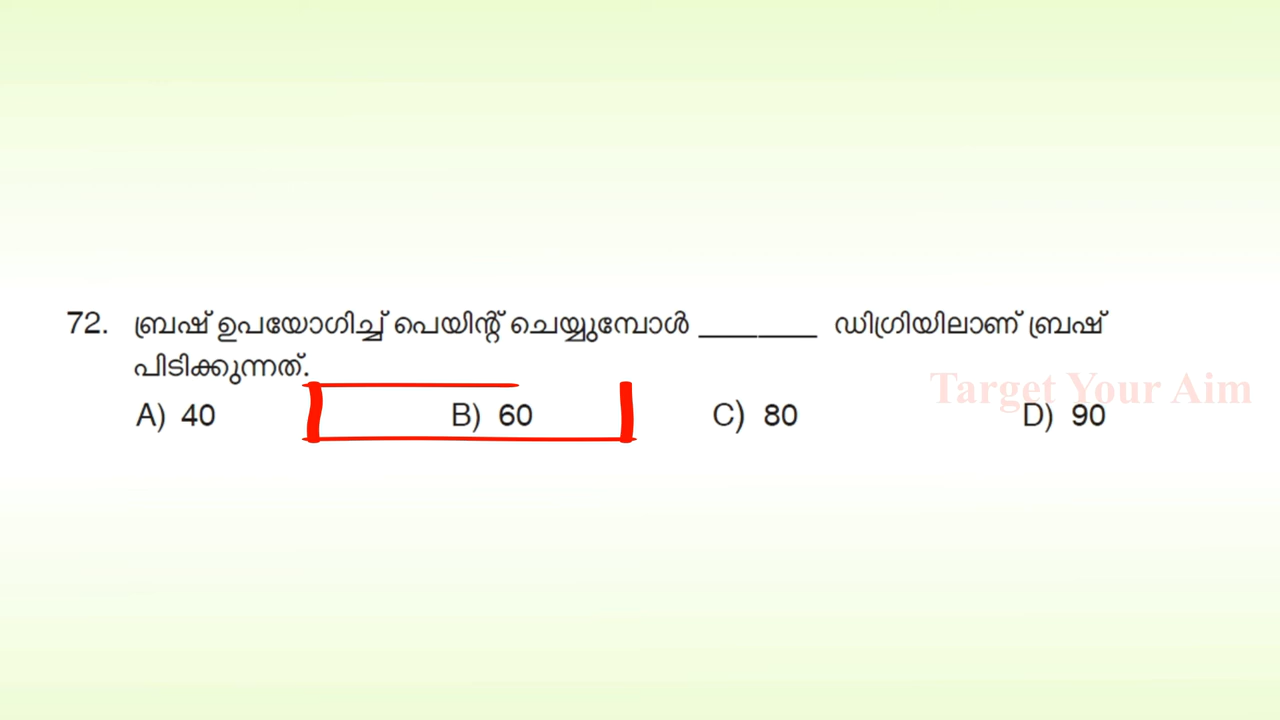 72. ബ്രഷ് ഉപയോഗിച്ച് പെയിന്റ് ചെയ്യുമ്പോൾ ________ ഡിഗ്രിയിലാണ് ബ്രഷ്
പിടിക്കുന്നത്.
Target Your Aim
A) 40 B) 60 C) 80 D) 90